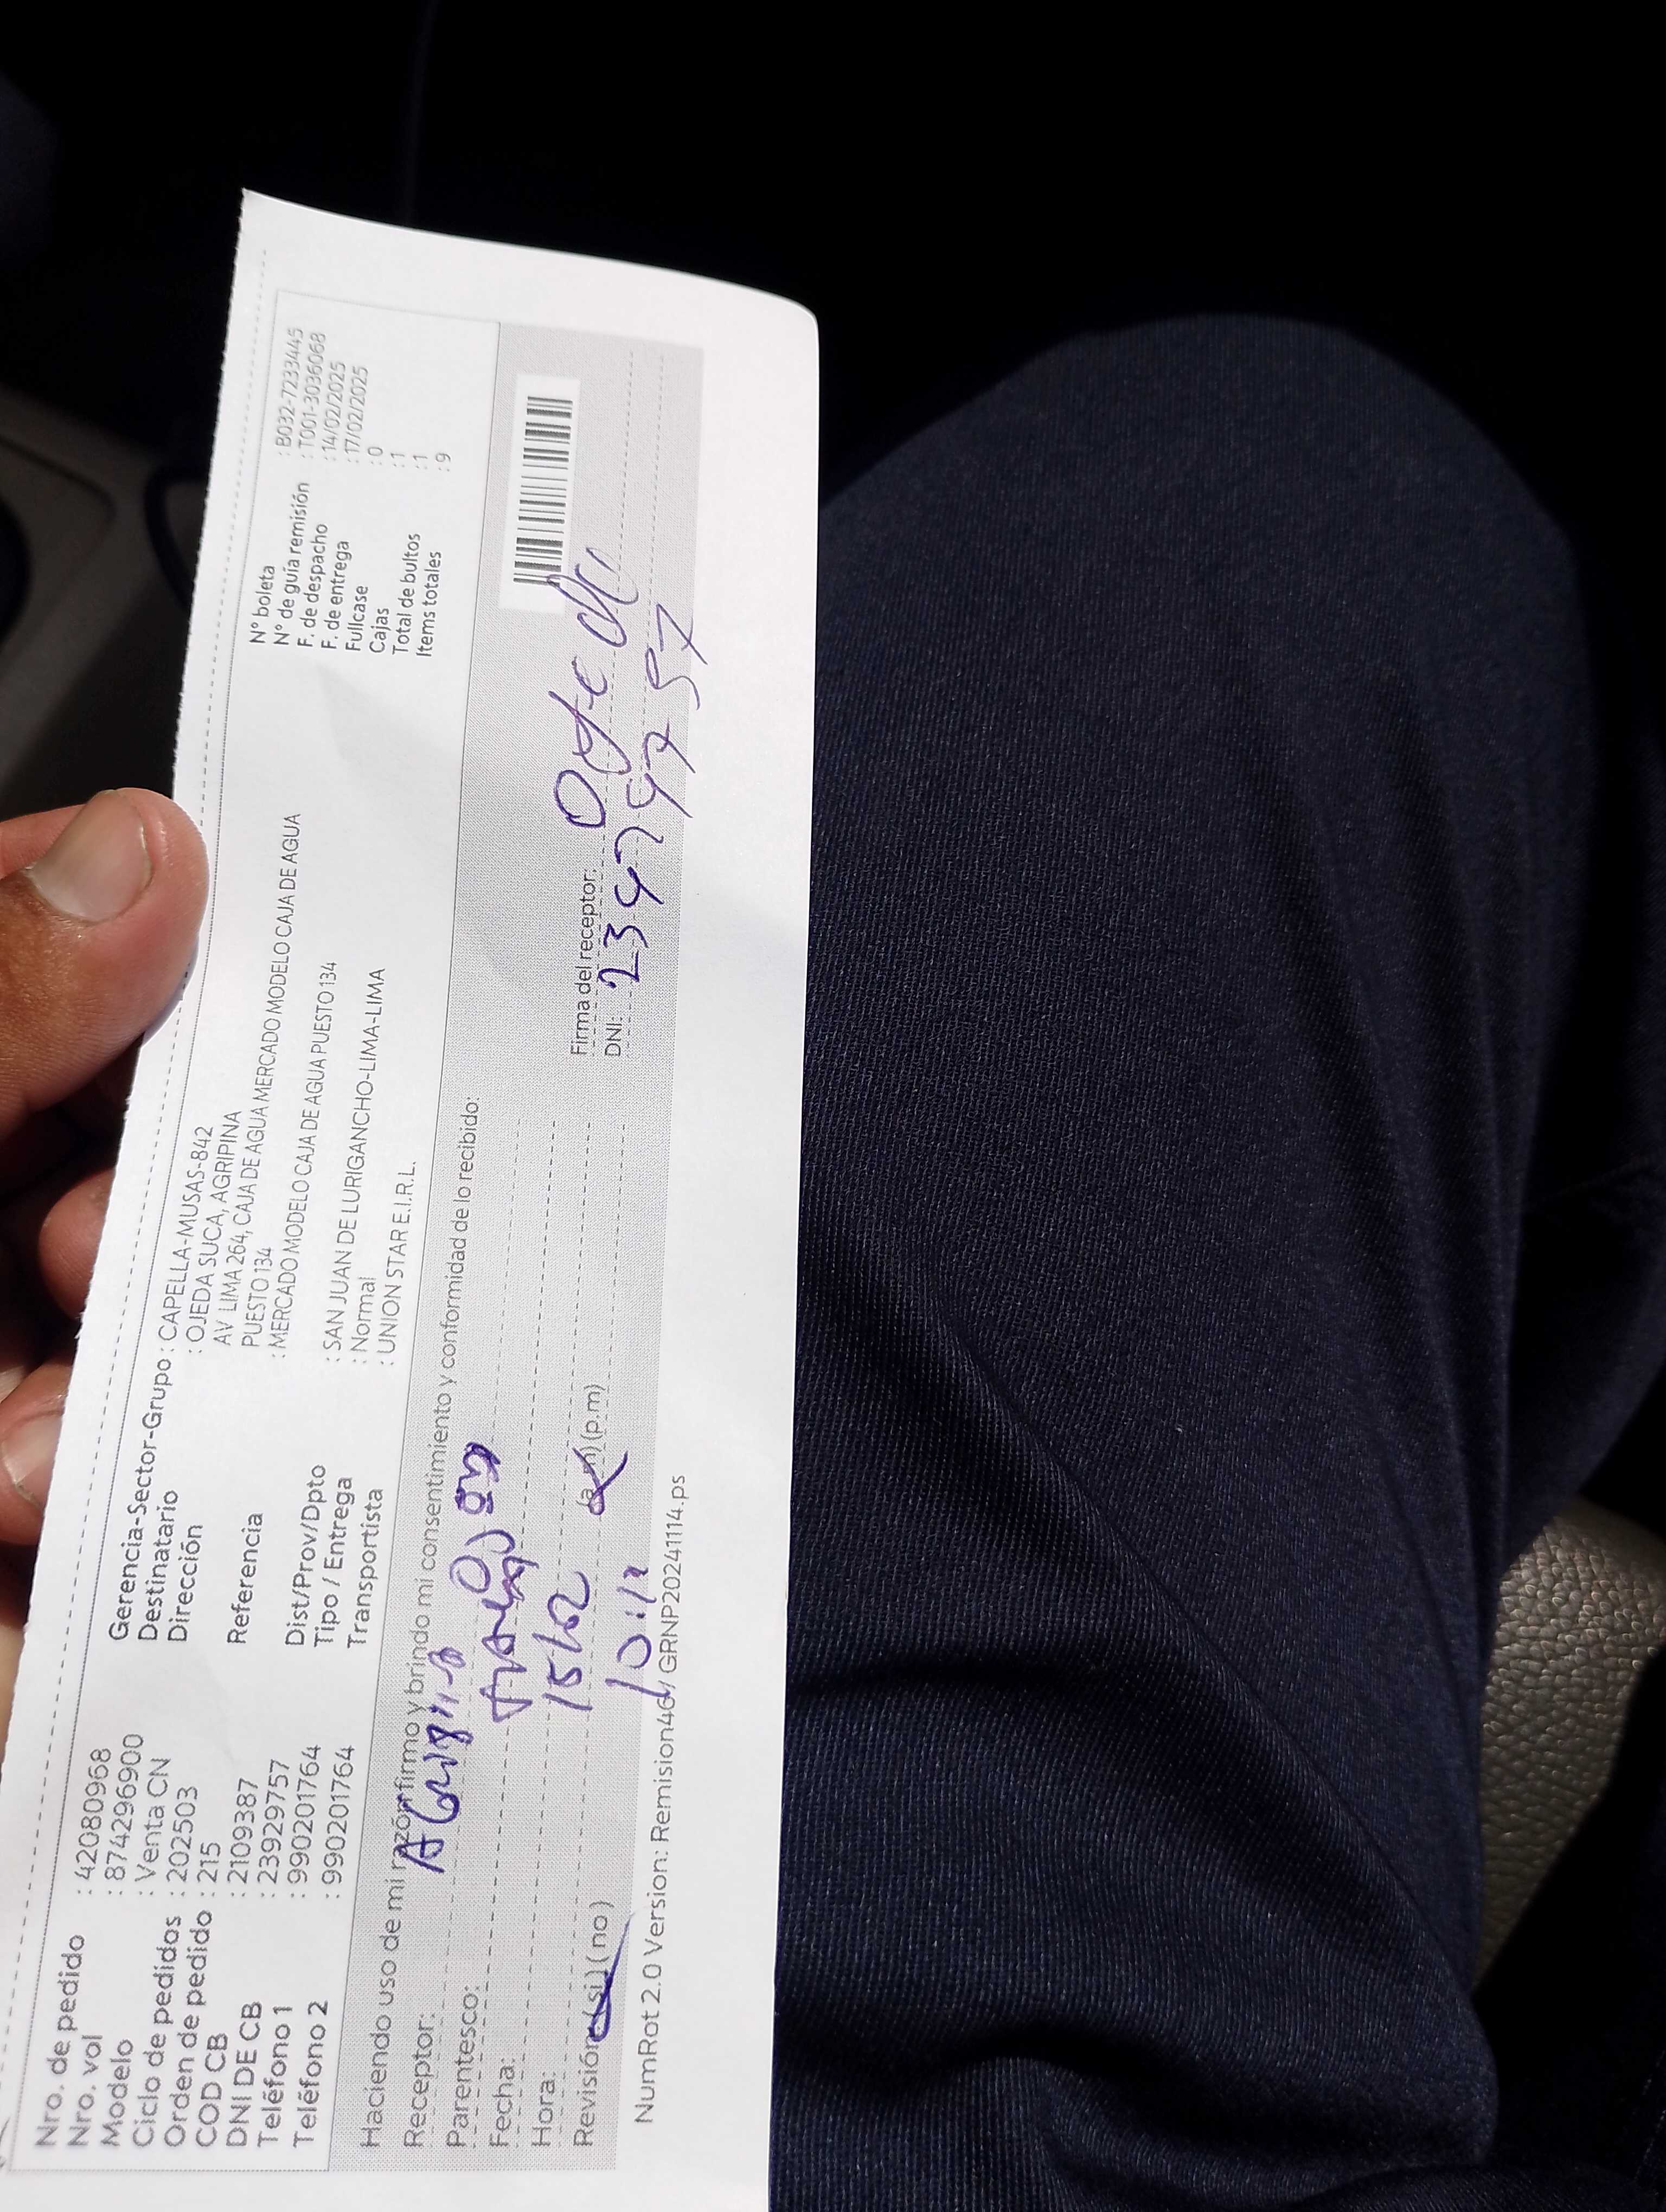 Nro. de pedido : 42080968
Nro. vol : 874296900
Modelo : Venta CN
Ciclo de pedidos : 202503
Orden de pedido : 215
COD CB : 2109387
DNI DE CB : 23929757
Teléfono 1 : 990201764
Teléfono 2 : 990201764
Gerencia-Sector-Grupo : CAPELLA-MUSAS-842
Destinatario : OJEDA SUCA, AGRIPINA
Dirección AV LIMA 264, CAJA DE AGUA MERCADO MODELO CAJA DE AGUA
PUESTO 134
Referencia : MERCADO MODELO CAJA DE AGUA PUESTO 134
Dist/Prov/Dpto : SAN JUAN DE LURIGANCHO-LIMA-LIMA
Tipo / Entrega : Normal
Transportista : UNION STAR E.I.R.L.
N° boleta : B032-7233445
N° de guía remisión : T001-3036068
F. de despacho : 14/02/2025
F. de entrega : 17/02/2025
Fullcase : 0
Cajas : 1
Total de bultos : 1
Items totales : 9
Haciendo uso de mi razón firmo y brindo mi consentimiento y conformidad de lo recibido:
Receptor:
Parentesco:
Fecha: 15/02
Hora: 10:12 (a.m) (p.m)
Revisión: (si) (no)
Firma del receptor:
DNI:
NumRot 2.0 Version: Remision4G1 GRNP20241114.ps